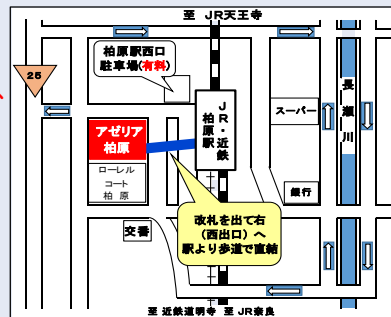 至 JR天王寺
柏原駅西口
駐車場(有料)
25
JR・近鉄
柏原駅
スーパー
長瀬川
アゼリア
柏原
ローレル
コート
柏原
銀行
改札を出て右
(西出口)へ
駅より歩道で直結
交番
至 近鉄道明寺 至 JR奈良